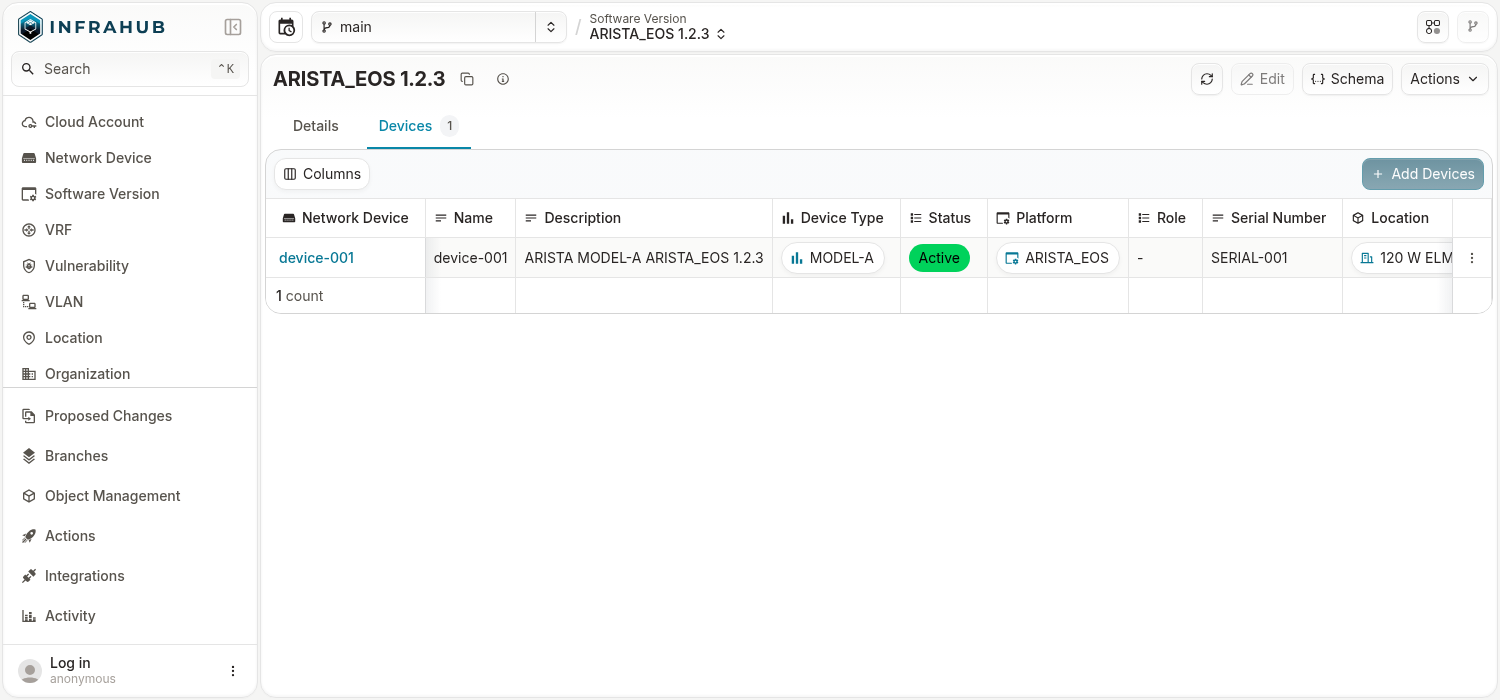 INFRAHUB
Search ⌃K
Cloud Account
Network Device
Software Version
VRF
Vulnerability
VLAN
Location
Organization
Proposed Changes
Branches
Object Management
Actions
Integrations
Activity
Log in
anonymous
main / Software Version
ARISTA_EOS 1.2.3
ARISTA_EOS 1.2.3
Edit {..} Schema Actions
Details Devices 1
Columns + Add Devices
Network Device Name Description Device Type Status Platform Role Serial Number Location
device-001 device-001 ARISTA MODEL-A ARISTA_EOS 1.2.3 MODEL-A Active ARISTA_EOS - SERIAL-001 120 W ELM
1 count